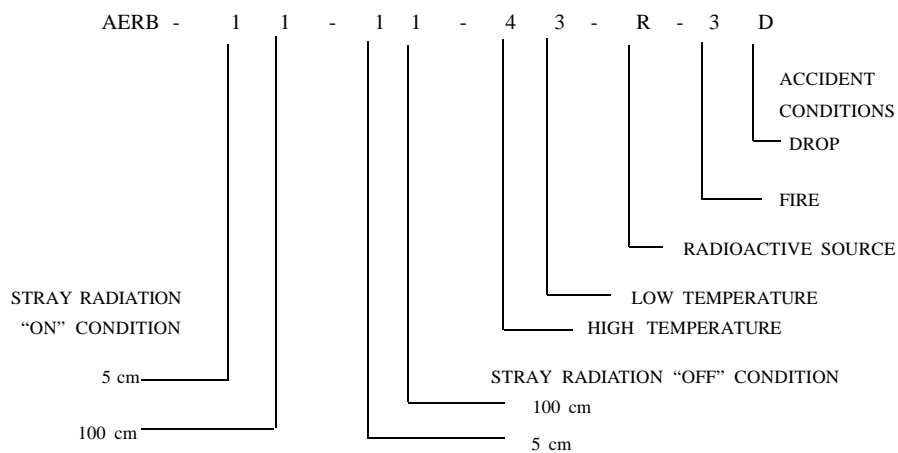 AERB - 1 1 - 1 1 - 4 3 - R - 3 D
ACCIDENT
CONDITIONS
DROP
FIRE
RADIOACTIVE SOURCE
STRAY RADIATION
“ON” CONDITION
LOW TEMPERATURE
HIGH TEMPERATURE
5 cm
STRAY RADIATION “OFF” CONDITION
100 cm
100 cm
5 cm